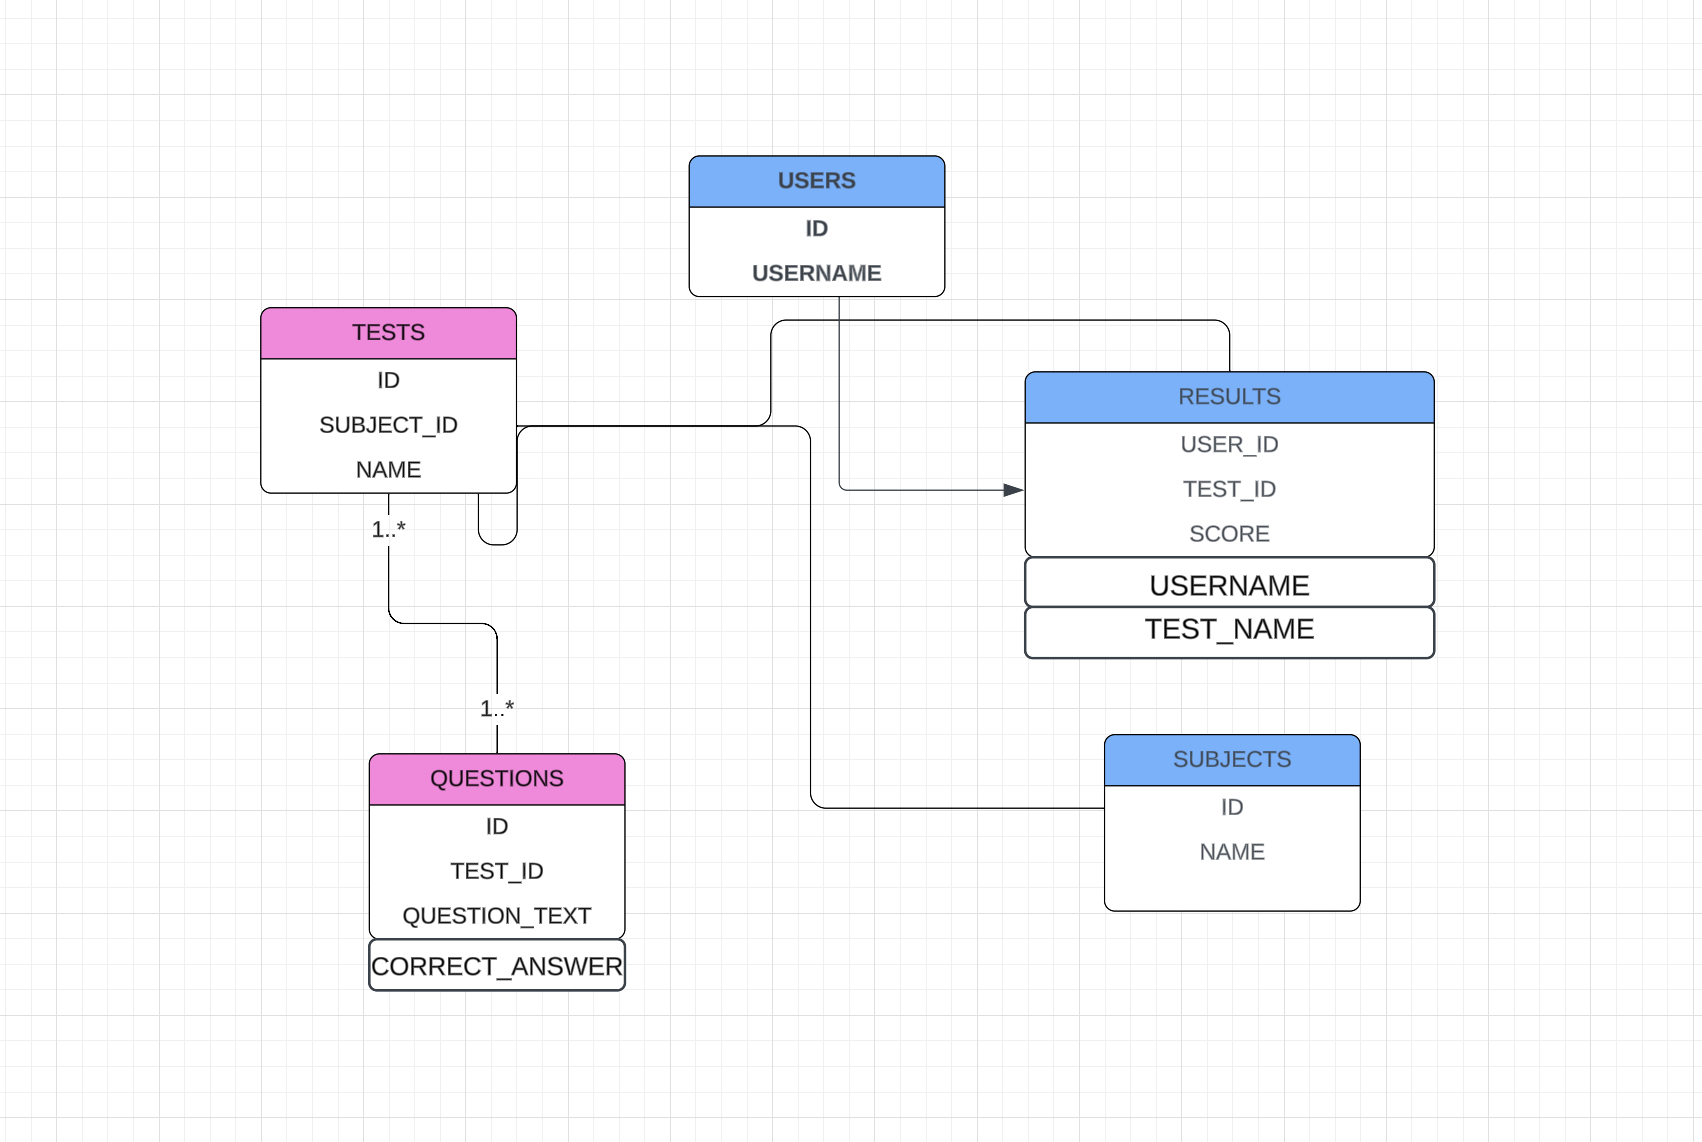 USERS
ID
USERNAME
TESTS
ID
SUBJECT_ID
NAME
1..*
1..*
QUESTIONS
ID
TEST_ID
QUESTION_TEXT
CORRECT_ANSWER
RESULTS
USER_ID
TEST_ID
SCORE
USERNAME
TEST_NAME
SUBJECTS
ID
NAME